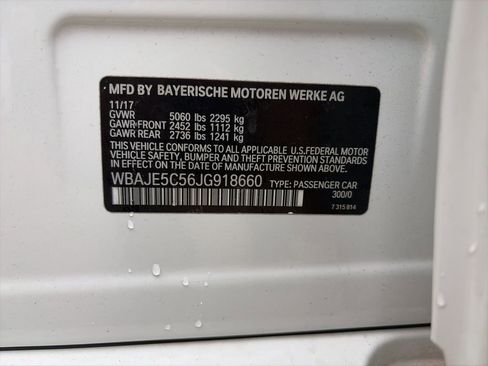 MFD BY BAYERISCHE MOTOREN WERKE AG
11/17
GVWR 5060 lbs 2295 kg
GAWR FRONT 2452 lbs 1112 kg
GAWR REAR 2736 lbs 1241 kg
THIS VEHICLE CONFORMS TO ALL APPLICABLE U.S.FEDERAL MOTOR
VEHICLE SAFETY, BUMPER, AND THEFT PREVENTION STANDARDS
IN EFFECT ON THE DATE OF MANUFACTURE SHOWN ABOVE.
WBAJE5C56JG918660 TYPE: PASSENGER CAR
300/0
7 315 814